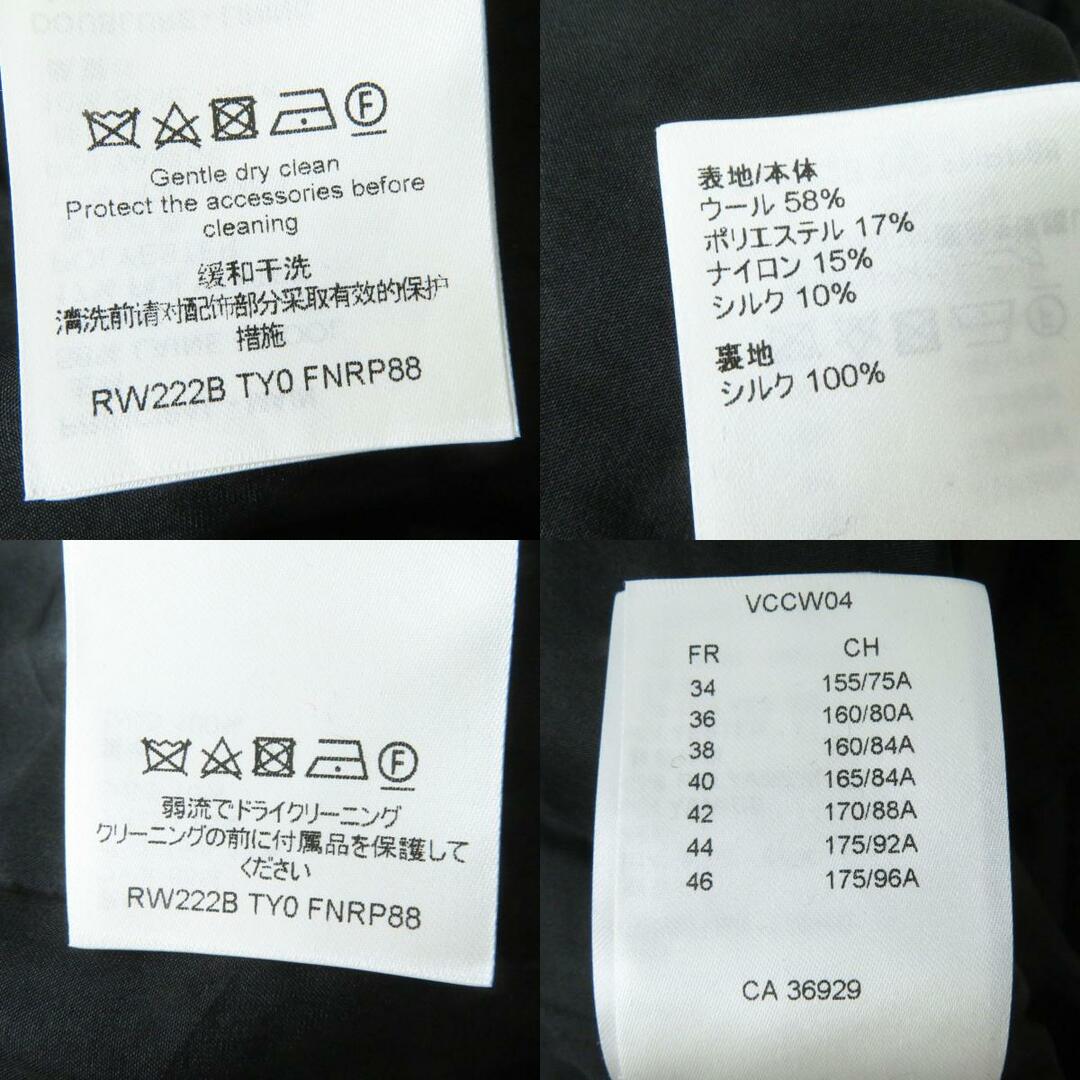 Gentle dry clean
Protect the accessories before
cleaning
缓和干洗
清洗前请对配饰部分采取有效的保护
措施
RW222B TY0 FNRP88
表地/本体
ウール 58%
ポリエステル 17%
ナイロン 15%
シルク 10%
裏地
シルク 100%
弱流でドライクリーニング
クリーニングの前に付属品を保護して
ください
RW222B TY0 FNRP88
VCCW04
FR CH
34 155/75A
36 160/80A
38 160/84A
40 165/84A
42 170/88A
44 175/92A
46 175/96A
CA 36929